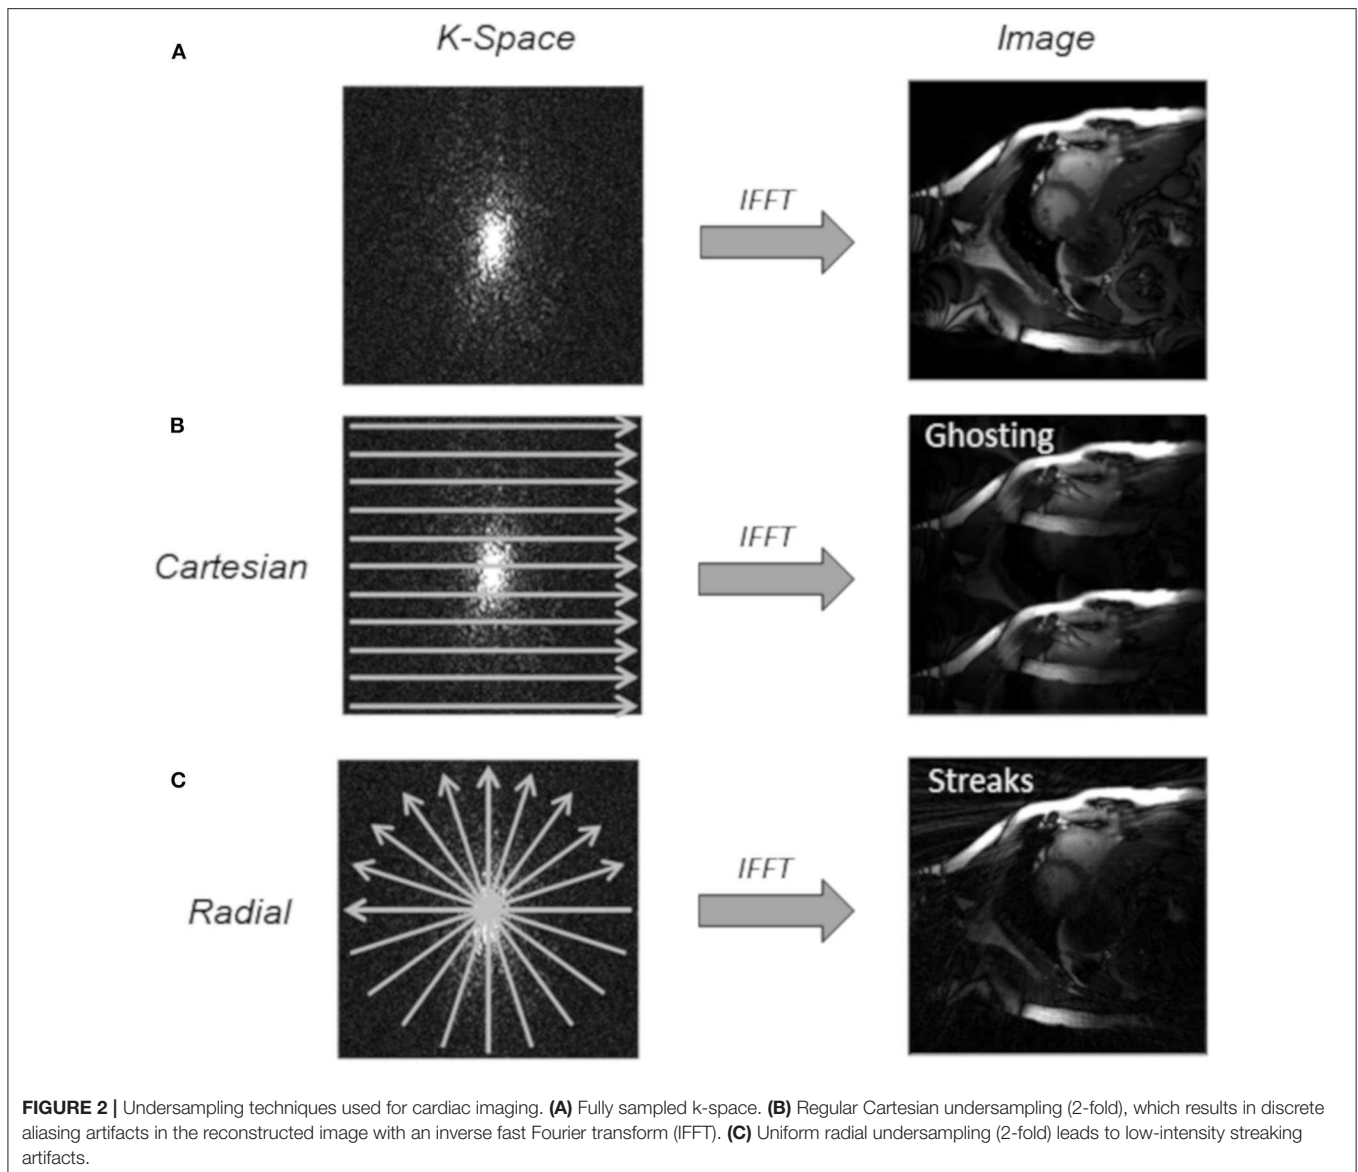 K-Space
Image
A
IFFT
B
Ghosting
IFFT
Cartesian
C
Streaks
IFFT
Radial
FIGURE 2 | Undersampling techniques used for cardiac imaging. (A) Fully sampled k-space. (B) Regular Cartesian undersampling (2-fold), which results in discrete
aliasing artifacts in the reconstructed image with an inverse fast Fourier transform (IFFT). (C) Uniform radial undersampling (2-fold) leads to low-intensity streaking
artifacts.